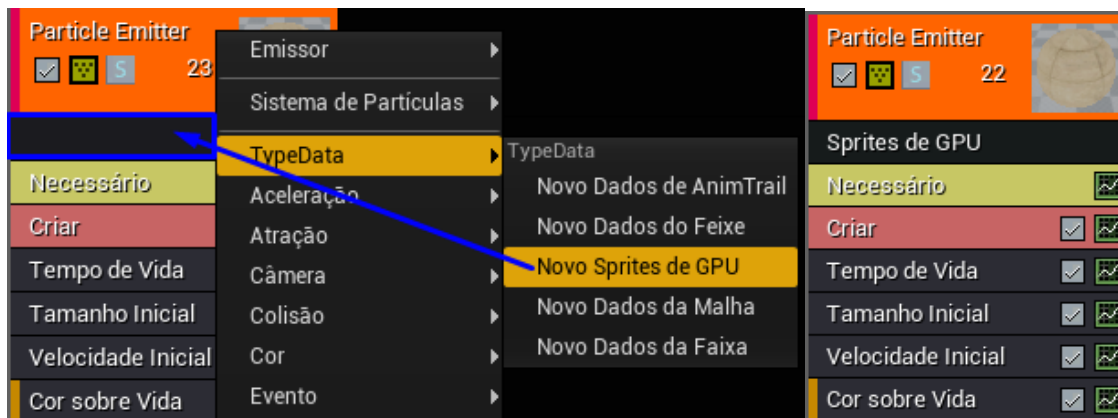 Particle Emitter
S 23
Necessário
Criar
Tempo de Vida
Tamanho Inicial
Velocidade Inicial
Cor sobre Vida
Emissor
Sistema de Partículas
TypeData
Aceleração
Atração
Câmera
Colisão
Cor
Evento
TypeData
Novo Dados de AnimTrail
Novo Dados do Feixe
Novo Sprites de GPU
Novo Dados da Malha
Novo Dados da Faixa
Particle Emitter
S 22
Sprites de GPU
Necessário
Criar
Tempo de Vida
Tamanho Inicial
Velocidade Inicial
Cor sobre Vida